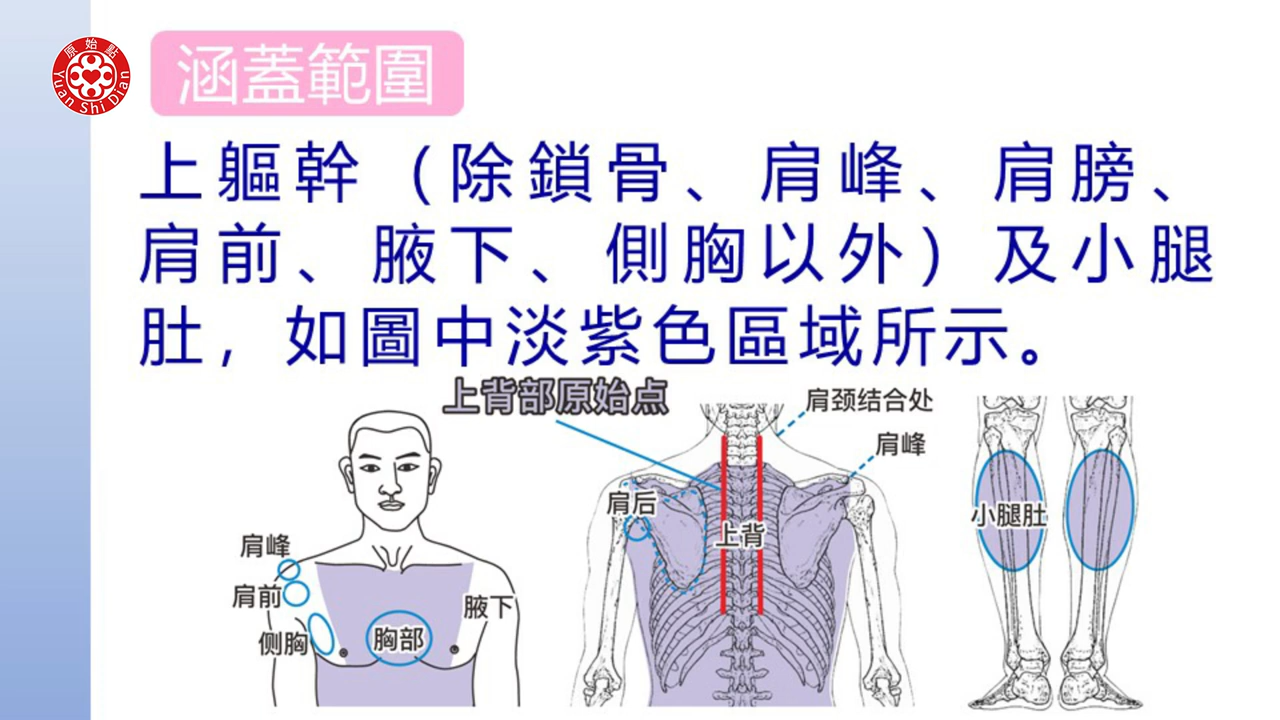 原始點
Yuan Shi Dian
涵蓋範圍
上軀幹（除鎖骨、肩峰、肩膀、
肩前、腋下、側胸以外）及小腿
肚，如圖中淡紫色區域所示。
上背部原始点
肩颈结合处
肩峰
肩后
上背
小腿肚
肩峰
肩前
侧胸
胸部
腋下